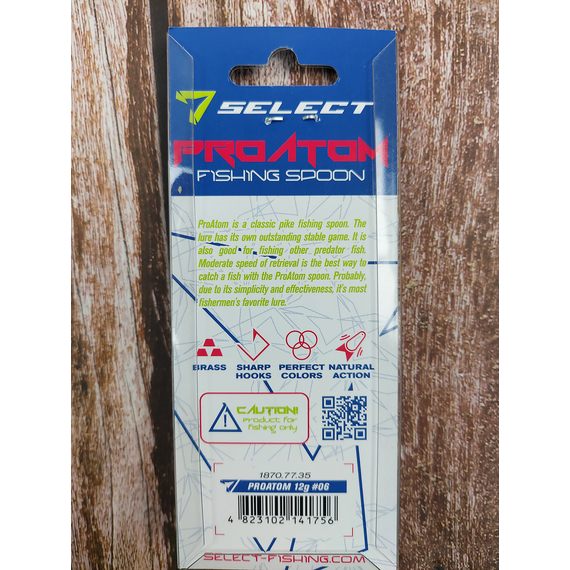 SELECT
PROATOM
FISHING SPOON
ProAtom is a classic pike fishing spoon. The
lure has its own outstanding stable game. It is
also good for fishing other predator fish.
Moderate speed of retrieval is the best way to
catch a fish with the ProAtom spoon. Probably,
due to its simplicity and effectiveness, it's most
fishermen's favorite lure.
BRASS SHARP HOOKS PERFECT COLORS NATURAL ACTION
CAUTION!
Product for
fishing only
1870.77.35
PROATOM 12g #06
4 823102 141756
SELECT-FISHING.COM